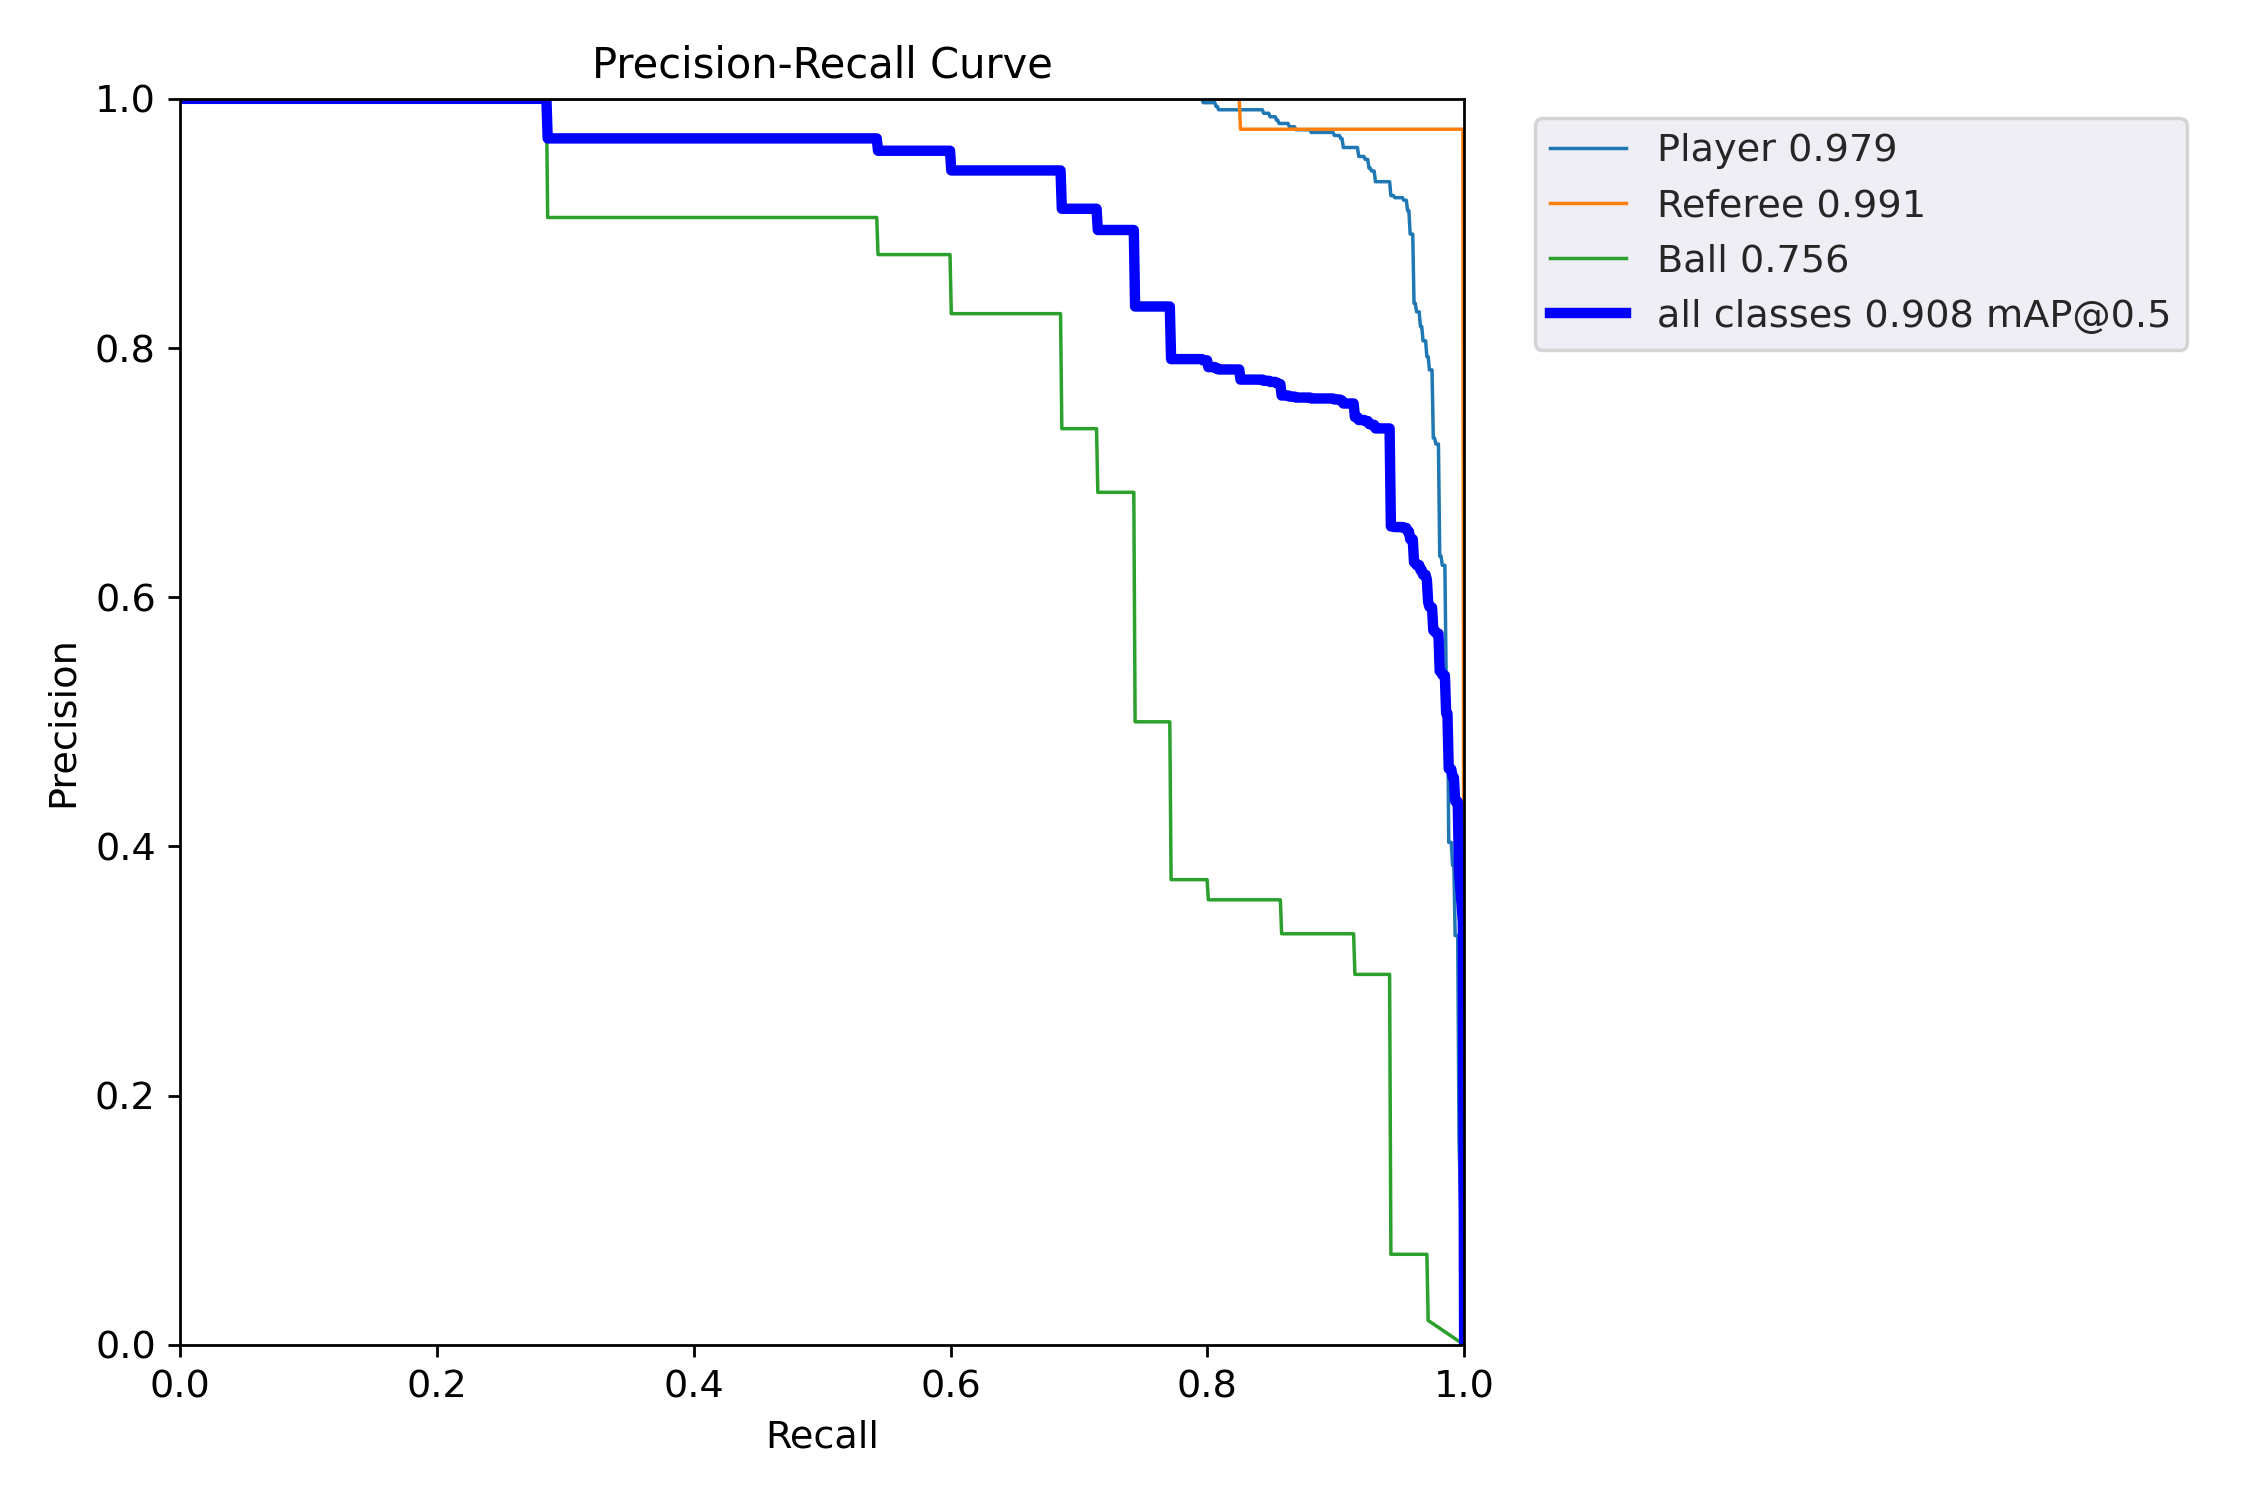 Precision-Recall Curve
1.0
0.8
0.6
0.4
0.2
0.0
Precision
0.0 0.2 0.4 0.6 0.8 1.0
Recall
Player 0.979
Referee 0.991
Ball 0.756
all classes 0.908 mAP@0.5